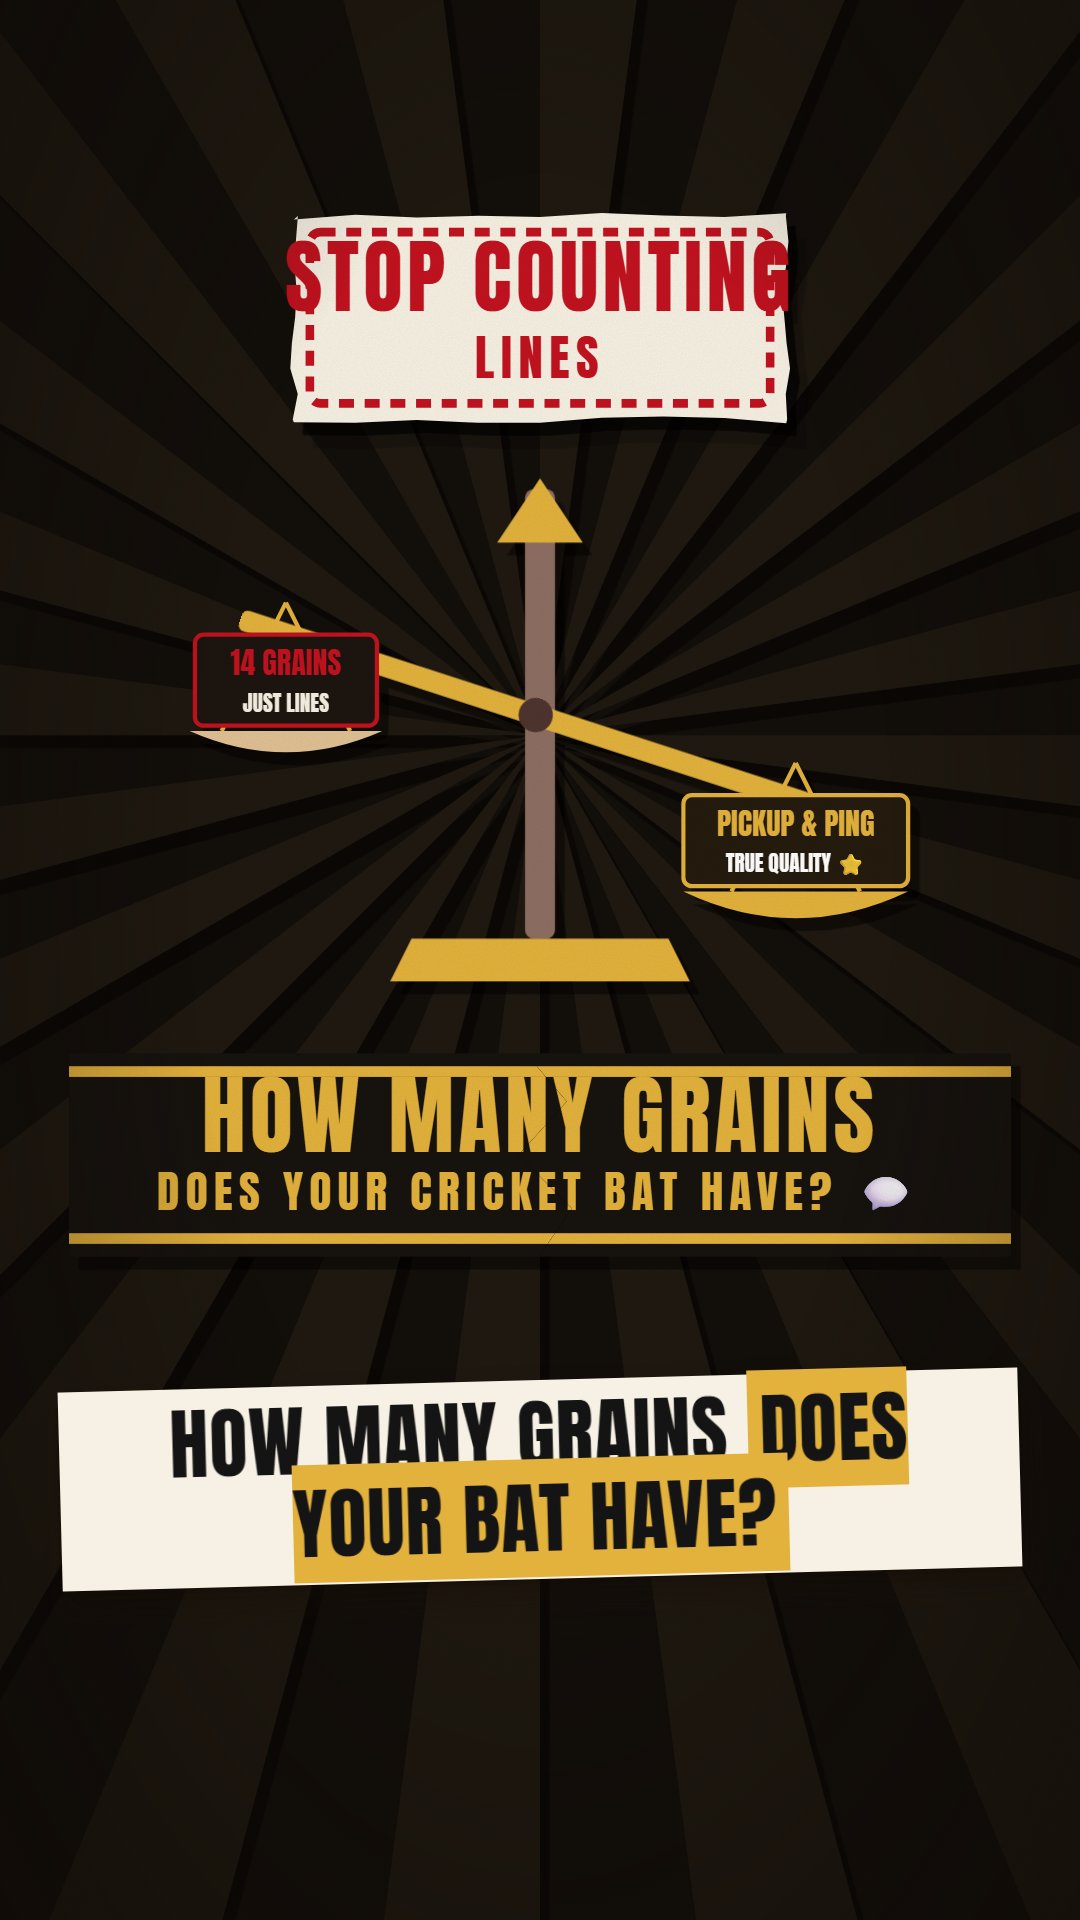 STOP COUNTING
LINES
14 GRAINS
JUST LINES
PICKUP & PING
TRUE QUALITY ⭐
HOW MANY GRAINS
DOES YOUR CRICKET BAT HAVE? 💬
HOW MANY GRAINS DOES
YOUR BAT HAVE?